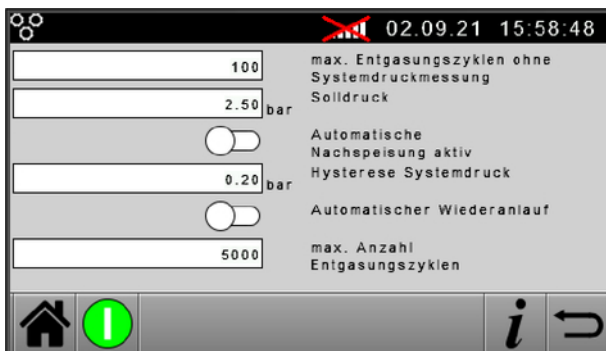 02.09.21 15:58:48
100 max. Entgasungszyklen ohne
Systemdruckmessung
2.50 bar Solldruck
Automatische
Nachspeisung aktiv
0.20 bar Hysterese Systemdruck
Automatischer Wiederanlauf
5000 max. Anzahl
Entgasungszyklen
i